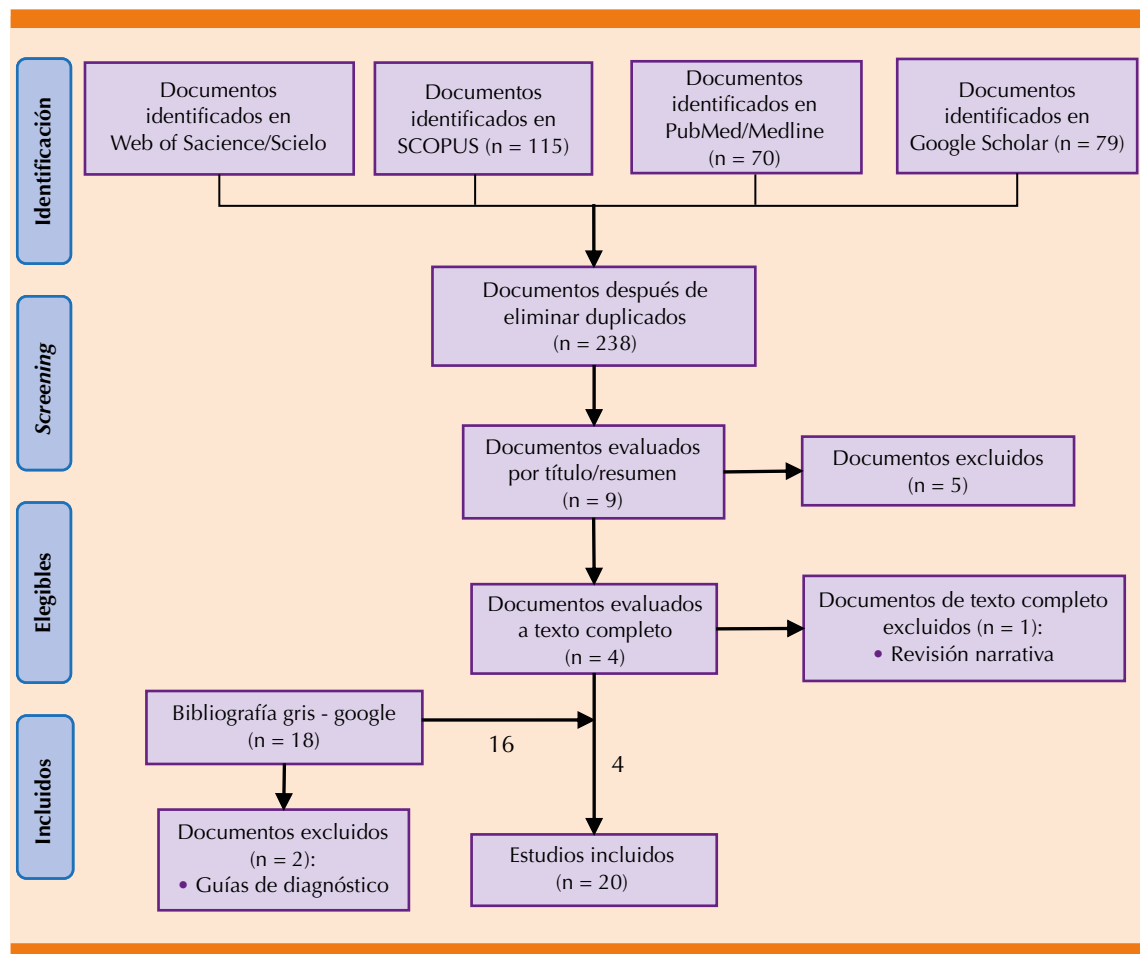 Identificación
Documentos
identificados en
Web of Sacience/Scielo
Documentos
identificados en
SCOPUS (n = 115)
Documentos
identificados en
PubMed/Medline
(n = 70)
Documentos
identificados en
Google Scholar (n = 79)
Screening
Documentos después de
eliminar duplicados
(n = 238)
Documentos evaluados
por título/resumen
(n = 9)
Documentos excluidos
(n = 5)
Elegibles
Documentos evaluados
a texto completo
(n = 4)
Documentos de texto completo
excluidos (n = 1):
• Revisión narrativa
Incluidos
Bibliografía gris - google
(n = 18)
16
4
Documentos excluidos
(n = 2):
• Guías de diagnóstico
Estudios incluidos
(n = 20)